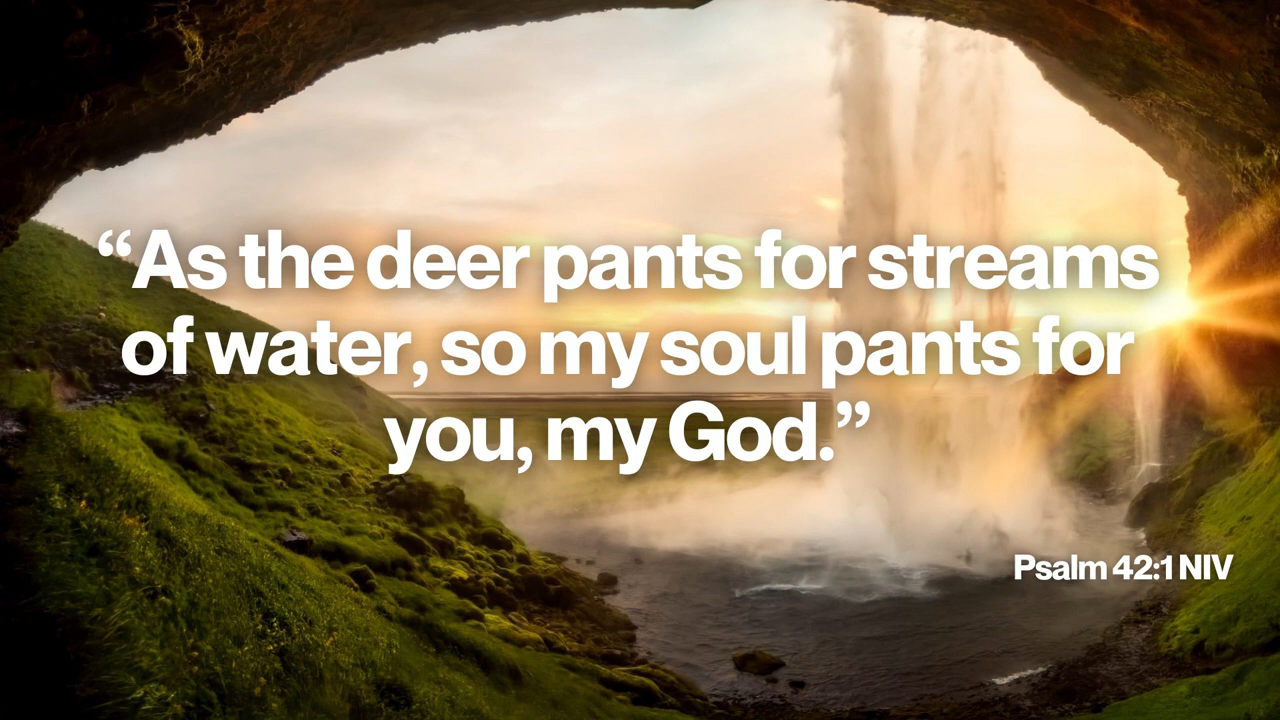 “As the deer pants for streams
of water, so my soul pants for
you, my God.”
Psalm 42:1 NIV